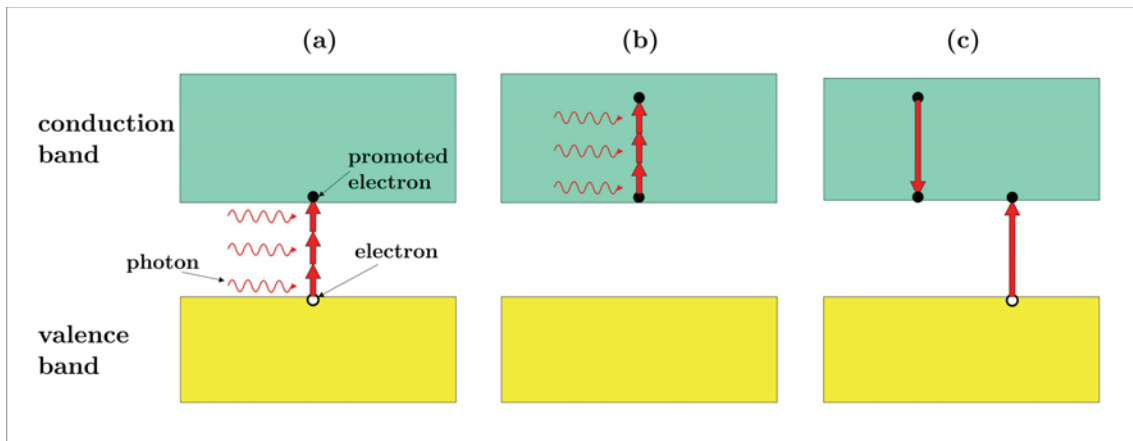 (a)
(b)
(c)
conduction
band
promoted
electron
photon
electron
valence
band